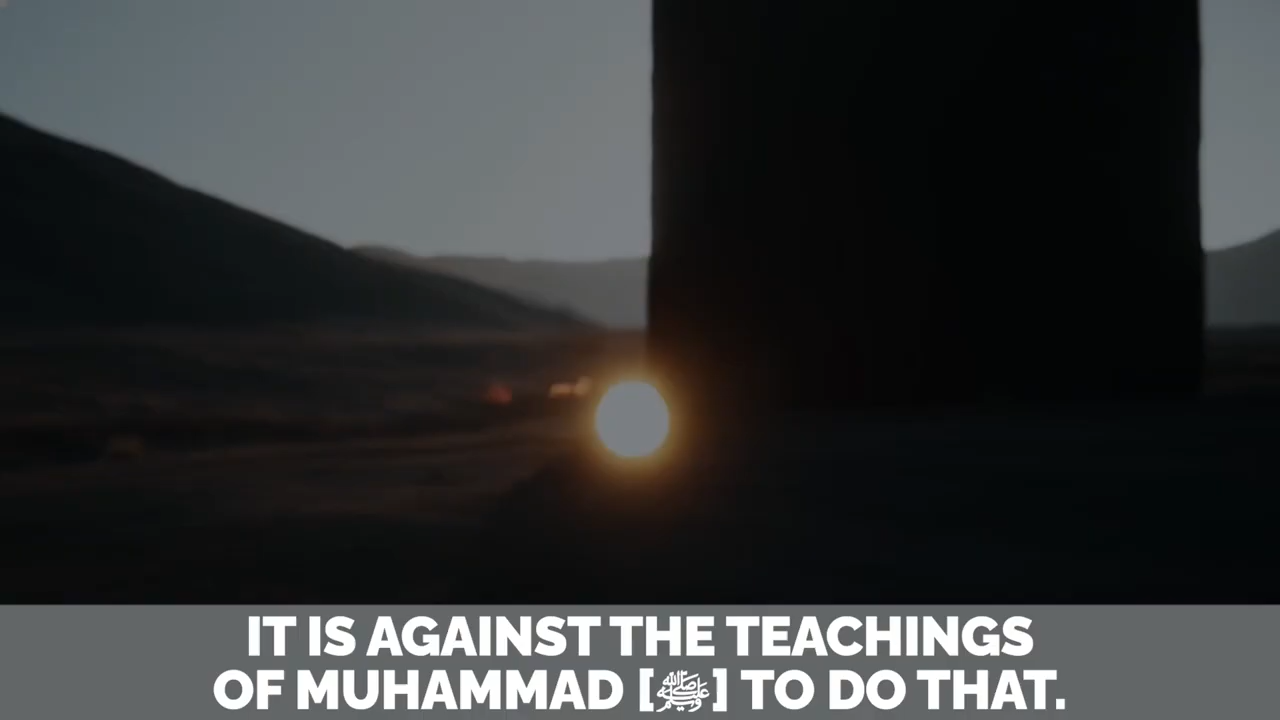 IT IS AGAINST THE TEACHINGS
OF MUHAMMAD [ﷺ] TO DO THAT.